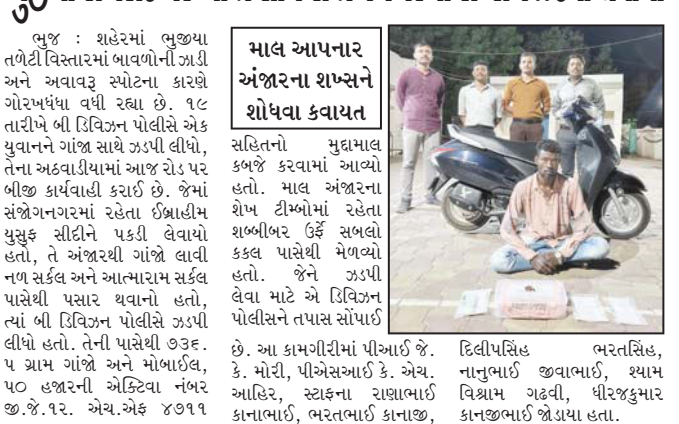 ભુજ : શહેરમાં ભુજીયા
તળેટી વિસ્તારમાં બાવળોની ઝાડી
અને અવાવરૂ સ્પોટના કારણે
ગોરખધંધા વધી રહ્યા છે. ૧૯
તારીખે બી ડિવિઝન પોલીસે એક
યુવાનને ગાંજા સાથે ઝડપી લીધો,
તેના અઠવાડીયામાં આજ રોડ પર
બીજી કાર્યવાહી કરાઈ છે. જેમાં
સંજોગનગરમાં રહેતા ઈબ્રાહીમ
યુસુફ સીદીને પકડી લેવાયો
હતો, તે અંજારથી ગાંજો લાવી
નળ સર્કલ અને આત્મારામ સર્કલ
પાસેથી પસાર થવાનો હતો,
ત્યાં બી ડિવિઝન પોલીસે ઝડપી
લીધો હતો. તેની પાસેથી ૭૩૬.
૫ ગ્રામ ગાંજો અને મોબાઈલ,
૫૦ હજારની એક્ટિવા નંબર
જી.જે.૧૨. એચ.એફ ૪૭૧૧
માલ આપનાર
અંજારના શખ્સને
શોધવા કવાયત
સહિતનો મુદ્દામાલ
કબજે કરવામાં આવ્યો
હતો. માલ અંજારના
શેખ ટીમ્બોમાં રહેતા
શબ્બીબર ઉર્ફે સબલો
કકલ પાસેથી મેળવ્યો
હતો. જેને ઝડપી
લેવા માટે એ ડિવિઝન
પોલીસને તપાસ સોંપાઈ
છે. આ કામગીરીમાં પીઆઈ જે.
કે. મોરી, પીએસઆઈ કે. એચ.
આહિર, સ્ટાફના રાણાભાઈ
કાનાભાઈ, ભરતભાઈ કાનાજી,
દિલીપસિંહ ભરતસિંહ,
નાનુભાઈ જીવાભાઈ, શ્યામ
વિશ્રામ ગઢવી, ધીરજકુમાર
કાનજીભાઈ જોડાયા હતા.